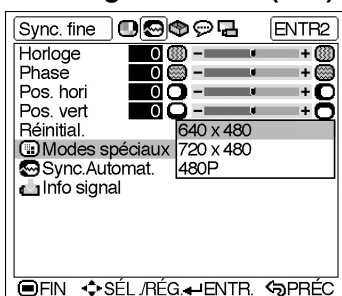 Sync. fine ENTR2
Horloge 0 - +
Phase 0 - +
Pos. hori 0 - +
Pos. vert 0 - +
Réinitial. 640 x 480
Modes spéciaux 720 x 480
Sync.Automat. 480P
Info signal
FIN SÉL./RÉG. ENTR. PRÉC